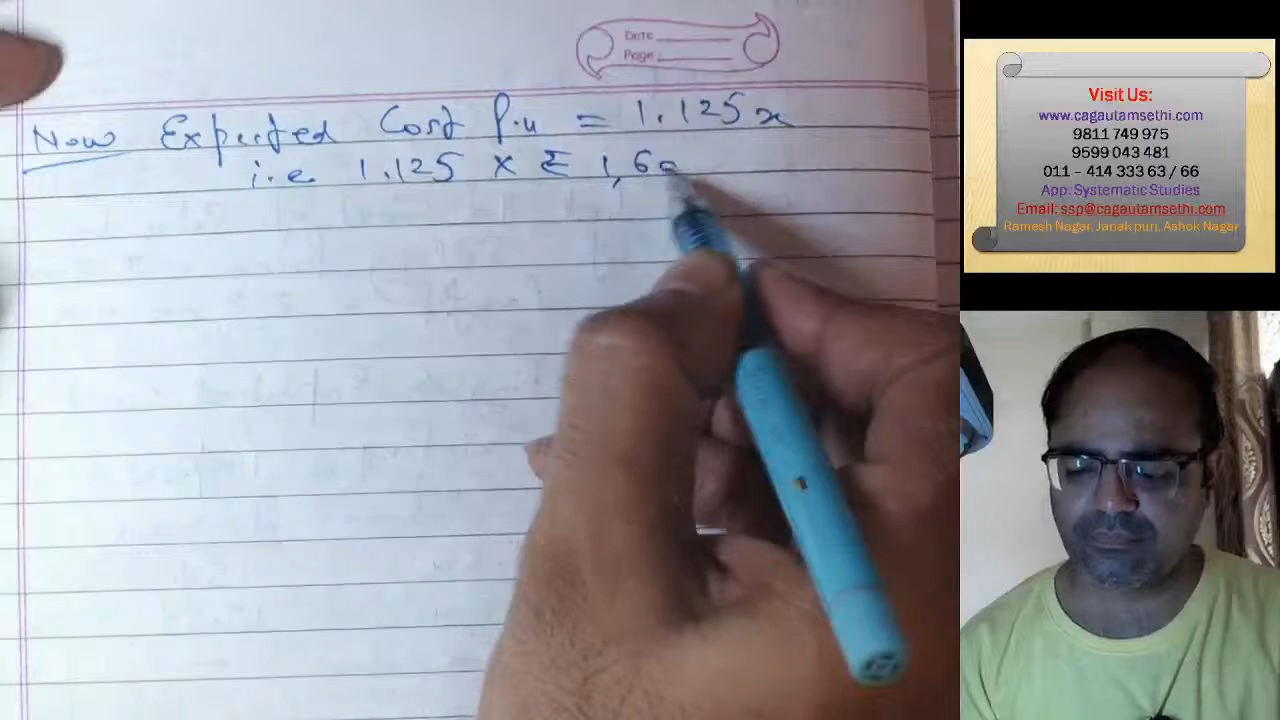 Date
Page
Now Expected Cost P.u = 1.125x
i.e. 1.125 x ₹ 1,60
Visit Us:
www.cagautamsethi.com
9811 749 975
9599 043 481
011 – 414 333 63 / 66
App: Systematic Studies
Email: ssp@cagautamsethi.com
Ramesh Nagar, Janak puri, Ashok Nagar